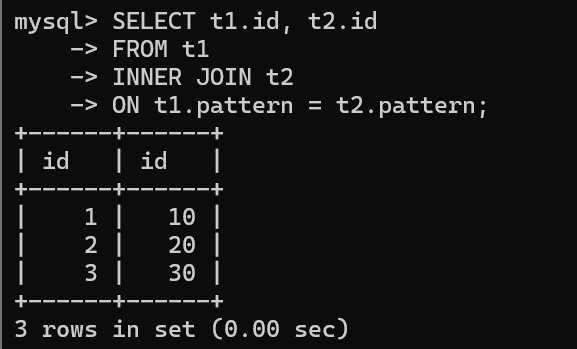 mysql> SELECT t1.id, t2.id
    -> FROM t1
    -> INNER JOIN t2
    -> ON t1.pattern = t2.pattern;
+------+------+
| id   | id   |
+------+------+
|    1 |   10 |
|    2 |   20 |
|    3 |   30 |
+------+------+
3 rows in set (0.00 sec)